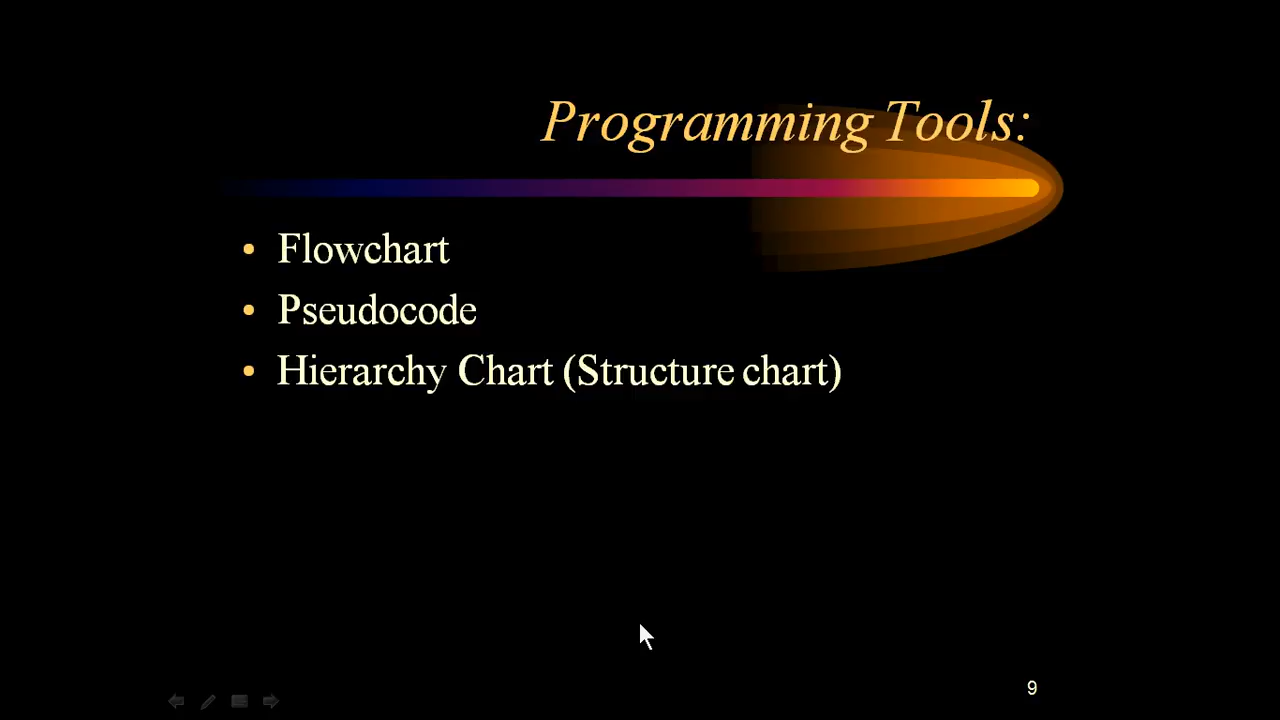 Programming Tools:
• Flowchart
• Pseudocode
• Hierarchy Chart (Structure chart)
9